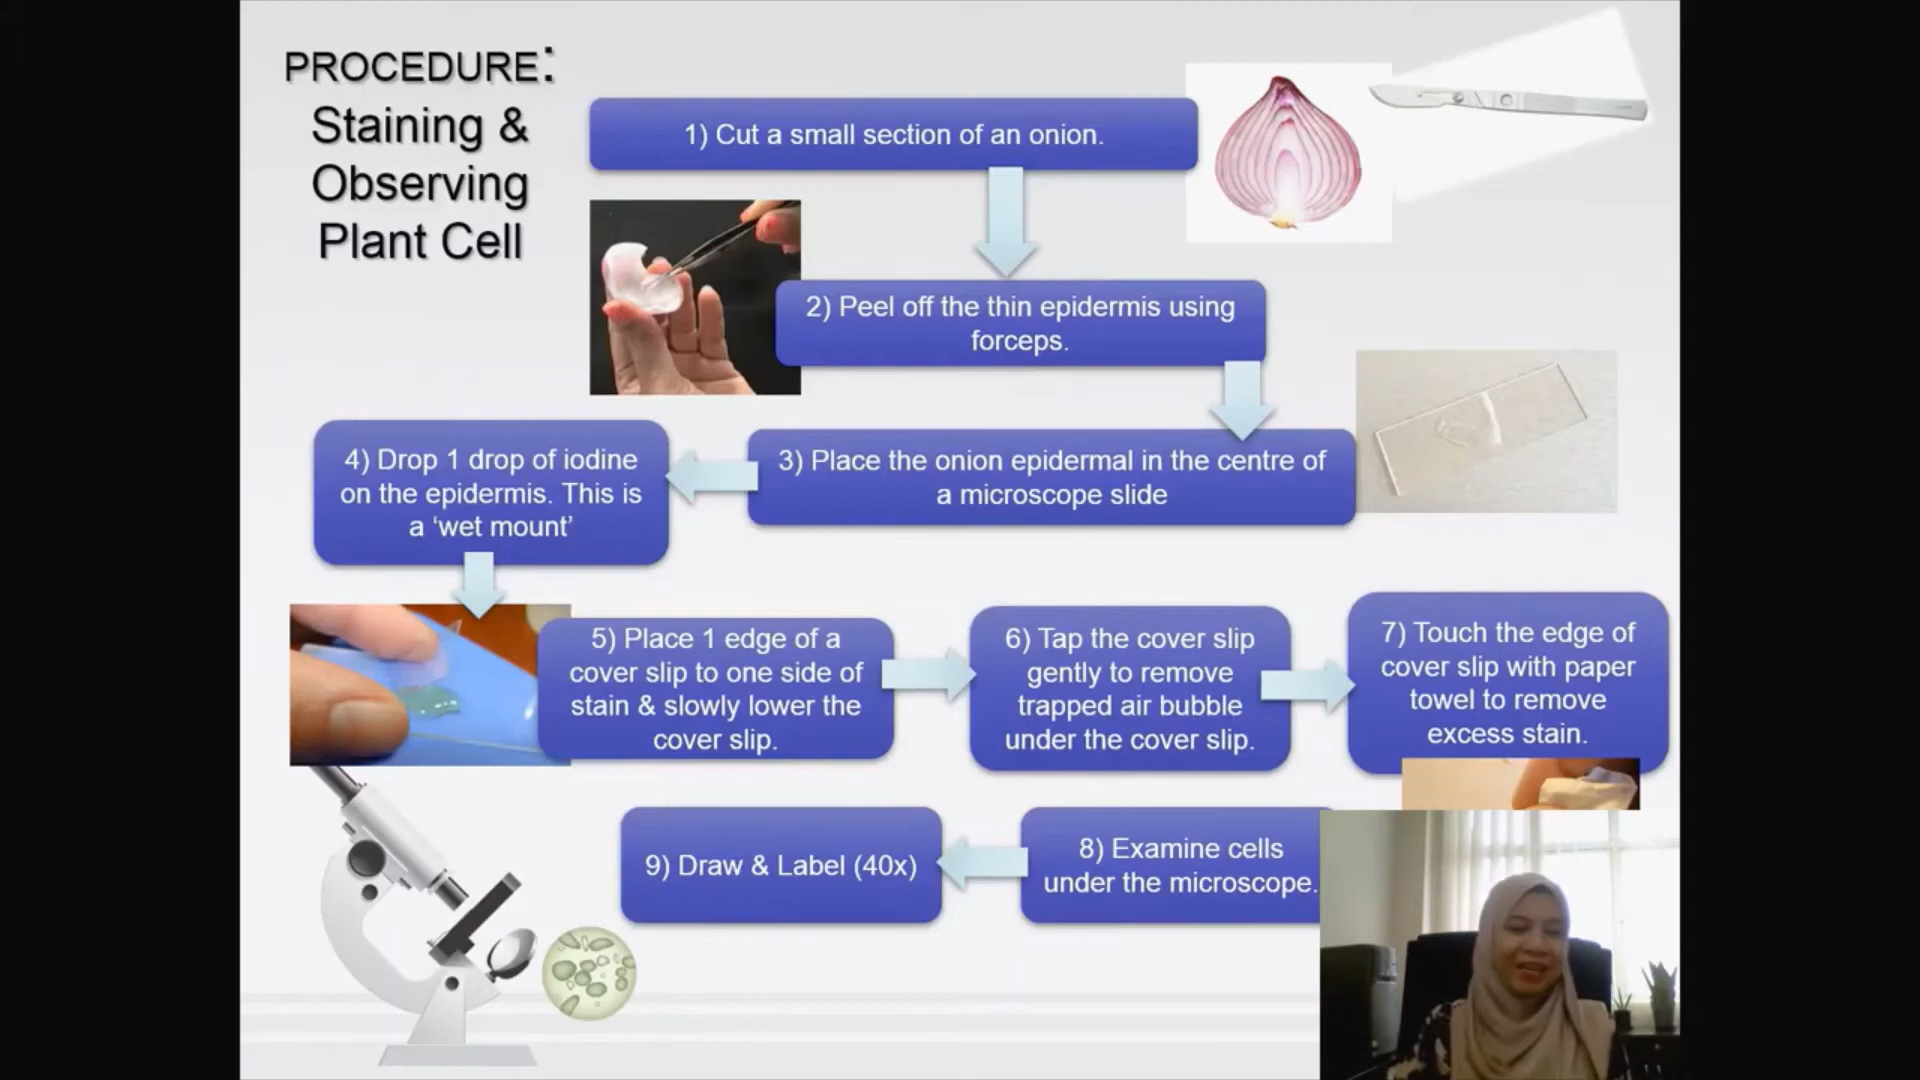 PROCEDURE:
Staining &
Observing
Plant Cell
1) Cut a small section of an onion.
2) Peel off the thin epidermis using
forceps.
3) Place the onion epidermal in the centre of
a microscope slide
4) Drop 1 drop of iodine
on the epidermis. This is
a ‘wet mount’
5) Place 1 edge of a
cover slip to one side of
stain & slowly lower the
cover slip.
6) Tap the cover slip
gently to remove
trapped air bubble
under the cover slip.
7) Touch the edge of
cover slip with paper
towel to remove
excess stain.
8) Examine cells
under the microscope.
9) Draw & Label (40x)